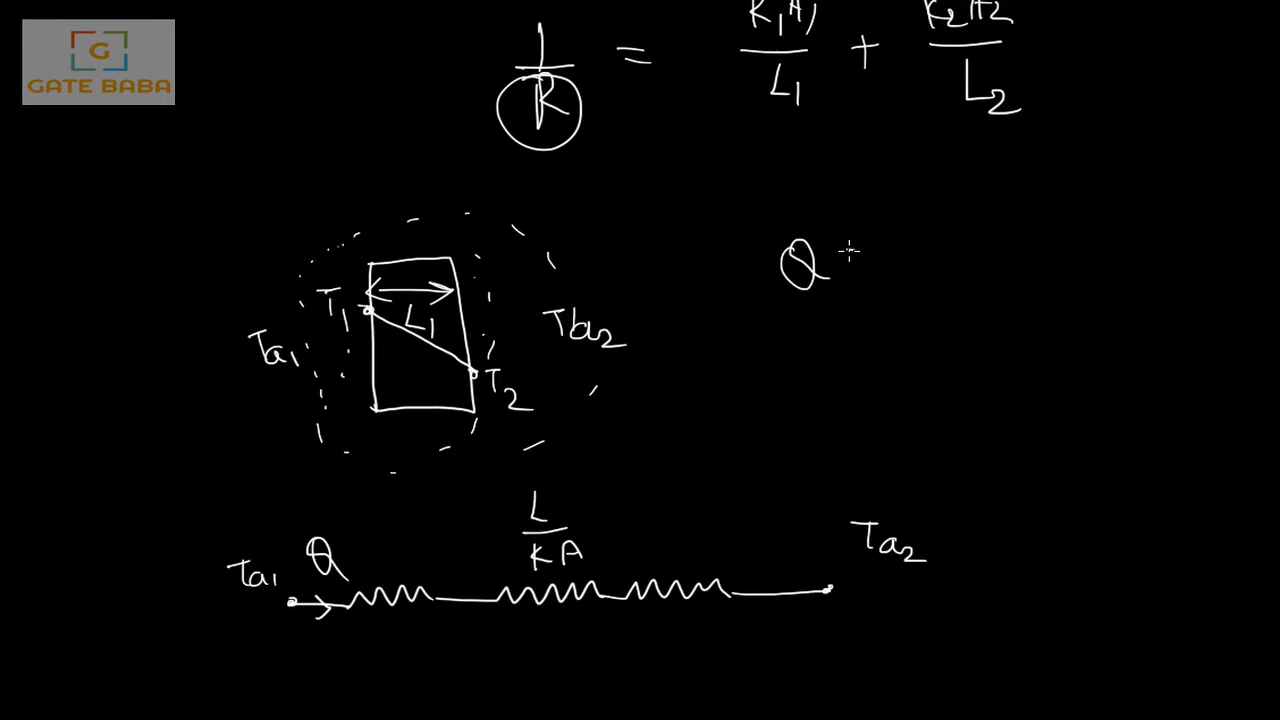 G
GATE BABA
1/R = K1A1/L1 + K2A2/L2
Q
T1
L1
Ta1
Ta2
T2
L/KA
Ta1 Q
Ta2